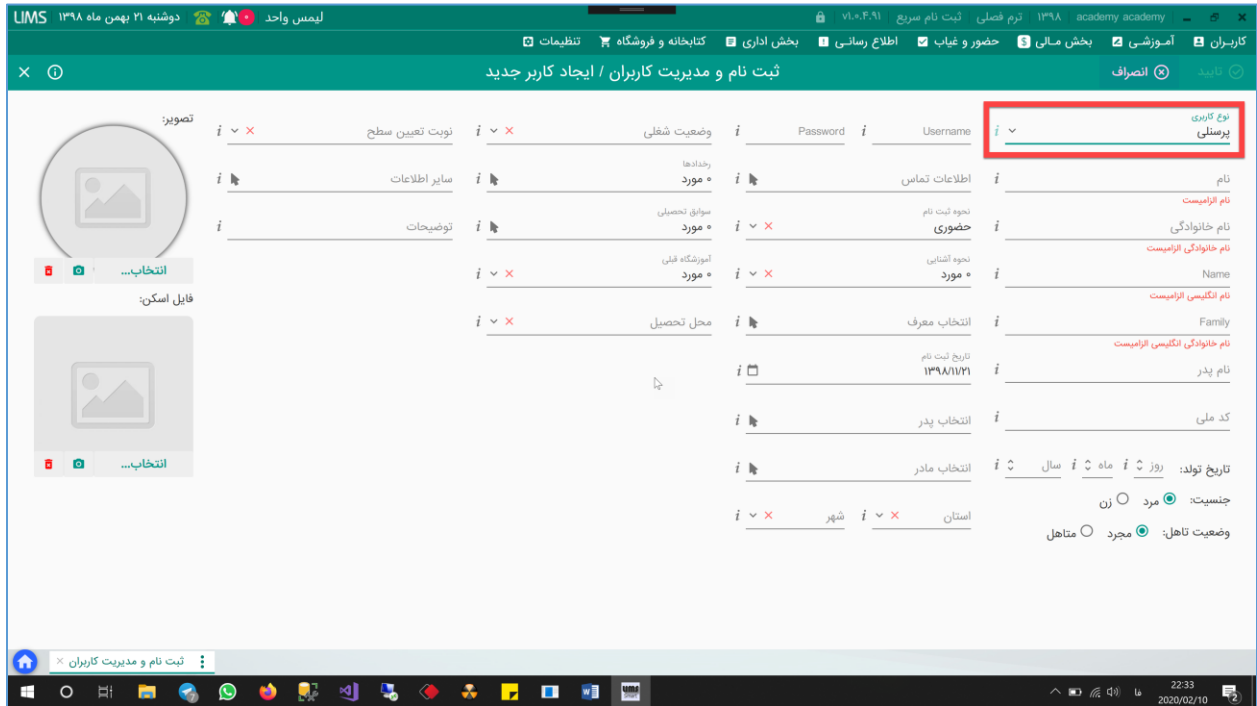 LIMS دوشنبه ۲۱ بهمن ماه ۱۳۹۸
لیمس واحد
academy academy ۱۳۹۸ ترم فصلی ثبت نام سریع v۱.۰.۴.۹۱
کاربران آموزشی بخش مالی حضور و غیاب اطلاع رسانی بخش اداری کتابخانه و فروشگاه تنظیمات
تایید انصراف
ثبت نام و مدیریت کاربران / ایجاد کاربر جدید
نوع کاربری
پرسنلی
نام
نام الزامیست
نام خانوادگی
نام خانوادگی الزامیست
Name
نام انگلیسی الزامیست
Family
نام خانوادگی انگلیسی الزامیست
نام پدر
کد ملی
تاریخ تولد: روز ماه سال
جنسیت: مرد زن
وضعیت تاهل: مجرد متاهل
Username Password
اطلاعات تماس
نحوه ثبت نام
حضوری
نحوه آشنایی
۰ مورد
انتخاب معرف
تاریخ ثبت نام
۱۳۹۸/۱۱/۲۱
انتخاب پدر
انتخاب مادر
استان شهر
وضعیت شغلی
رخدادها
۰ مورد
سوابق تحصیلی
۰ مورد
آموزشگاه قبلی
۰ مورد
محل تحصیل
نوبت تعیین سطح
سایر اطلاعات
توضیحات
تصویر:
انتخاب...
فایل اسکن:
انتخاب...
ثبت نام و مدیریت کاربران
فا
22:33
2020/02/10